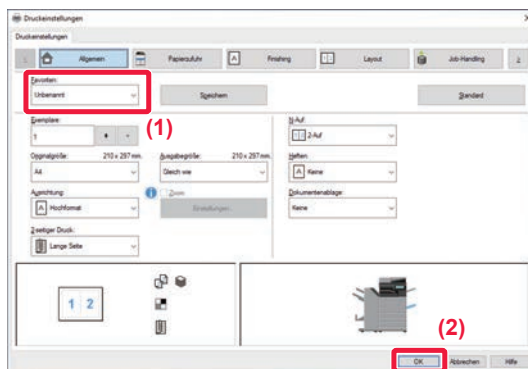 Druckeinstellungen
Druckeinstellungen
Allgemein Papierzufuhr Finishing Layout Job-Handling
Favoriten:
Unbenannt Speichern Standard
(1)
Exemplare: N-Auf:
1 2-Auf
Originalgröße: 210 x 297 mm. Ausgabegröße: 210 x 297 mm. Heften:
A4 Gleich wie Keine
Ausrichtung: Zoom Dokumentenablage:
Hochformat Einstellungen Keine
2-seitiger Druck:
Lange Seite
1 2
(2)
OK Abbrechen Hilfe